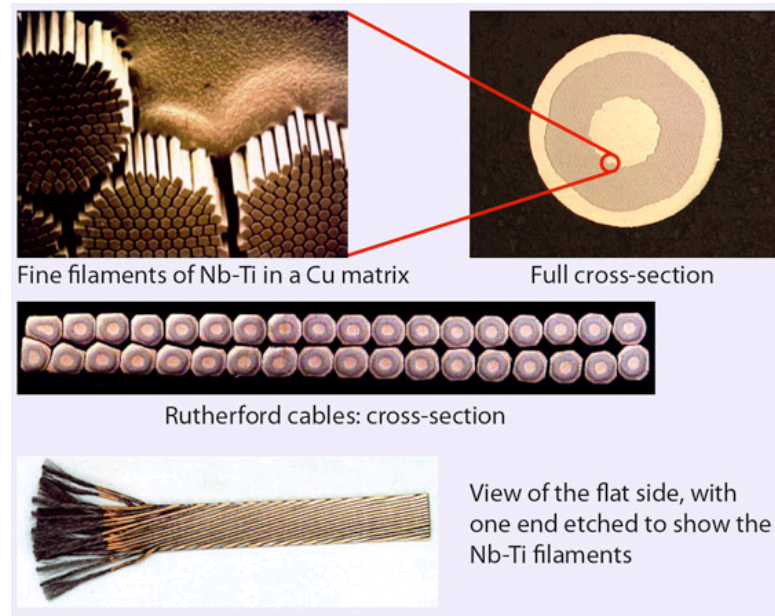 Fine filaments of Nb-Ti in a Cu matrix
Full cross-section
Rutherford cables: cross-section
View of the flat side, with
one end etched to show the
Nb-Ti filaments